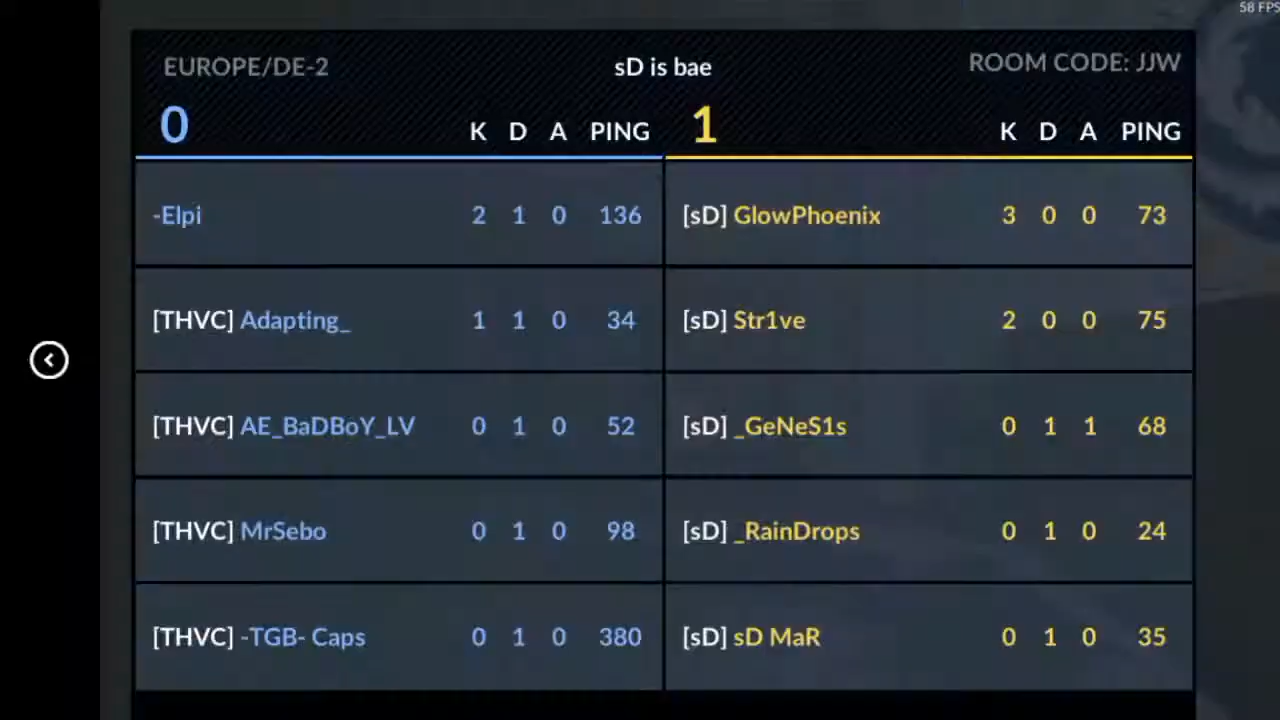 58 FPS
EUROPE/DE-2 sD is bae ROOM CODE: JJW
0 K D A PING 1 K D A PING
-Elpi 2 1 0 136 [sD] GlowPhoenix 3 0 0 73
[THVC] Adapting_ 1 1 0 34 [sD] Str1ve 2 0 0 75
[THVC] AE_BaDBoY_LV 0 1 0 52 [sD] _GeNeS1s 0 1 1 68
[THVC] MrSebo 0 1 0 98 [sD] _RainDrops 0 1 0 24
[THVC] -TGB- Caps 0 1 0 380 [sD] sD MaR 0 1 0 35